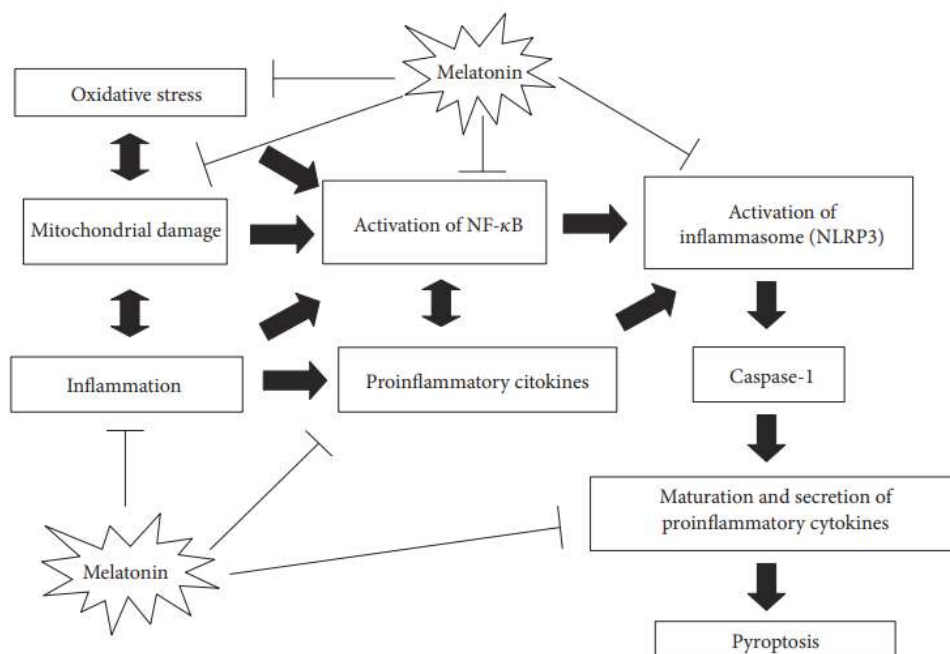 Melatonin
Oxidative stress
Mitochondrial damage
Activation of NF-κB
Activation of
inflammasome (NLRP3)
Inflammation
Proinflammatory citokines
Caspase-1
Maturation and secretion of
proinflammatory cytokines
Melatonin
Pyroptosis